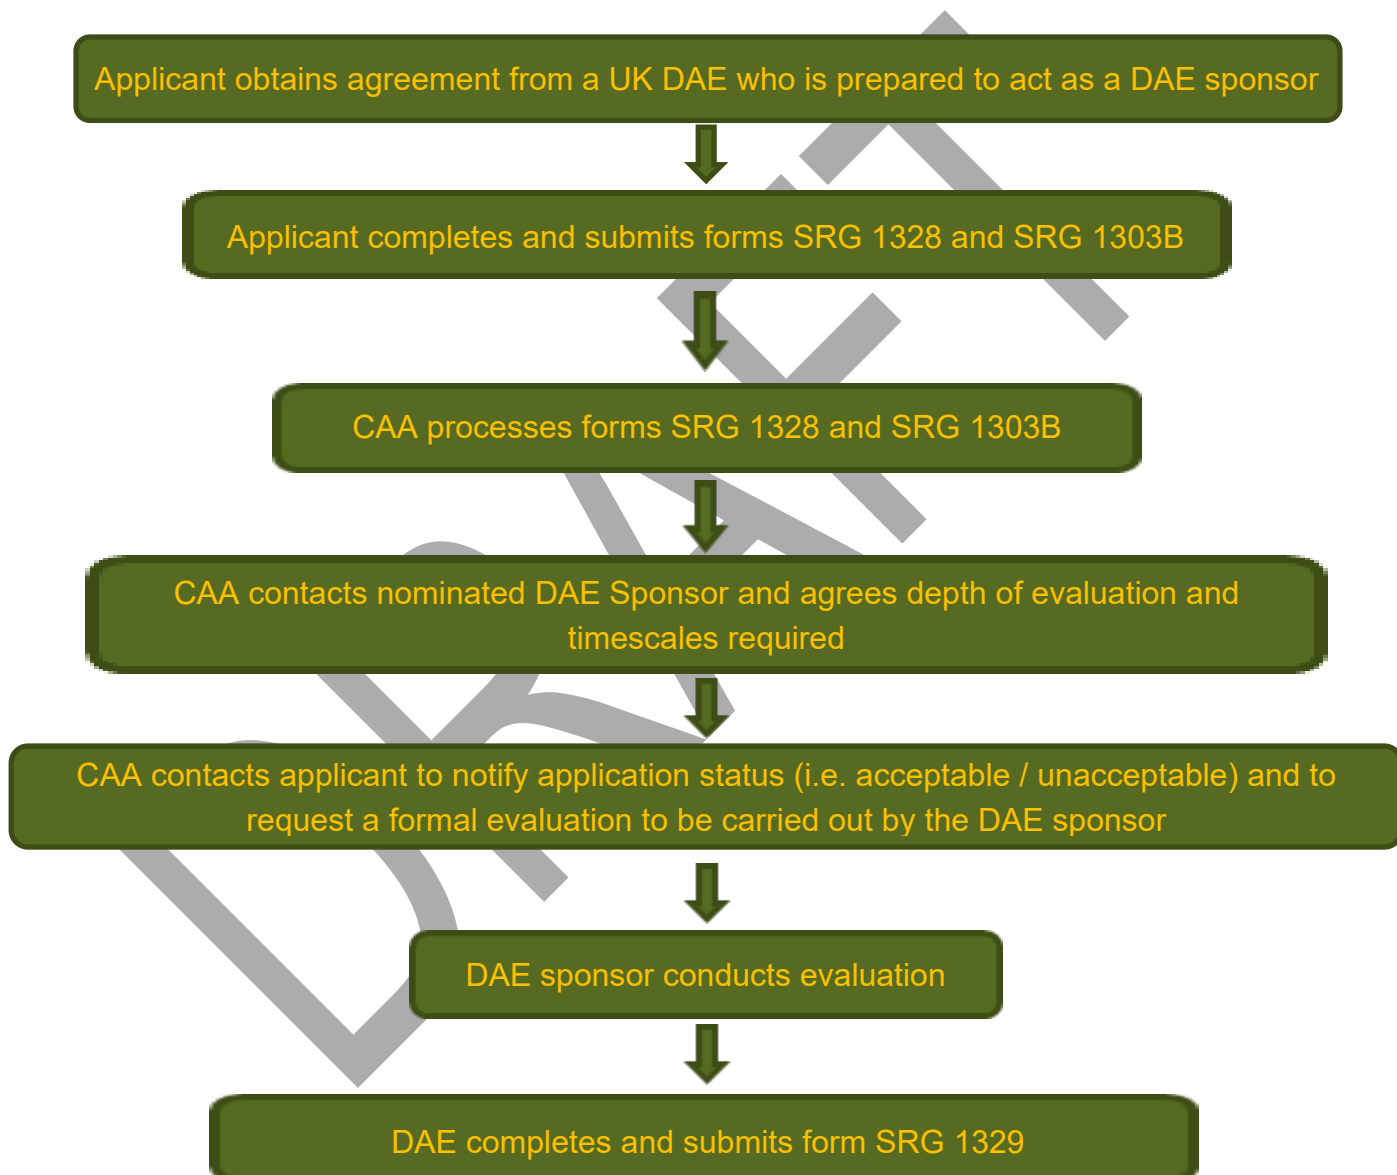 Applicant obtains agreement from a UK DAE who is prepared to act as a DAE sponsor
Applicant completes and submits forms SRG 1328 and SRG 1303B
CAA processes forms SRG 1328 and SRG 1303B
CAA contacts nominated DAE Sponsor and agrees depth of evaluation and
timescales required
CAA contacts applicant to notify application status (i.e. acceptable / unacceptable) and to
request a formal evaluation to be carried out by the DAE sponsor
DAE sponsor conducts evaluation
DAE completes and submits form SRG 1329
DRAFT